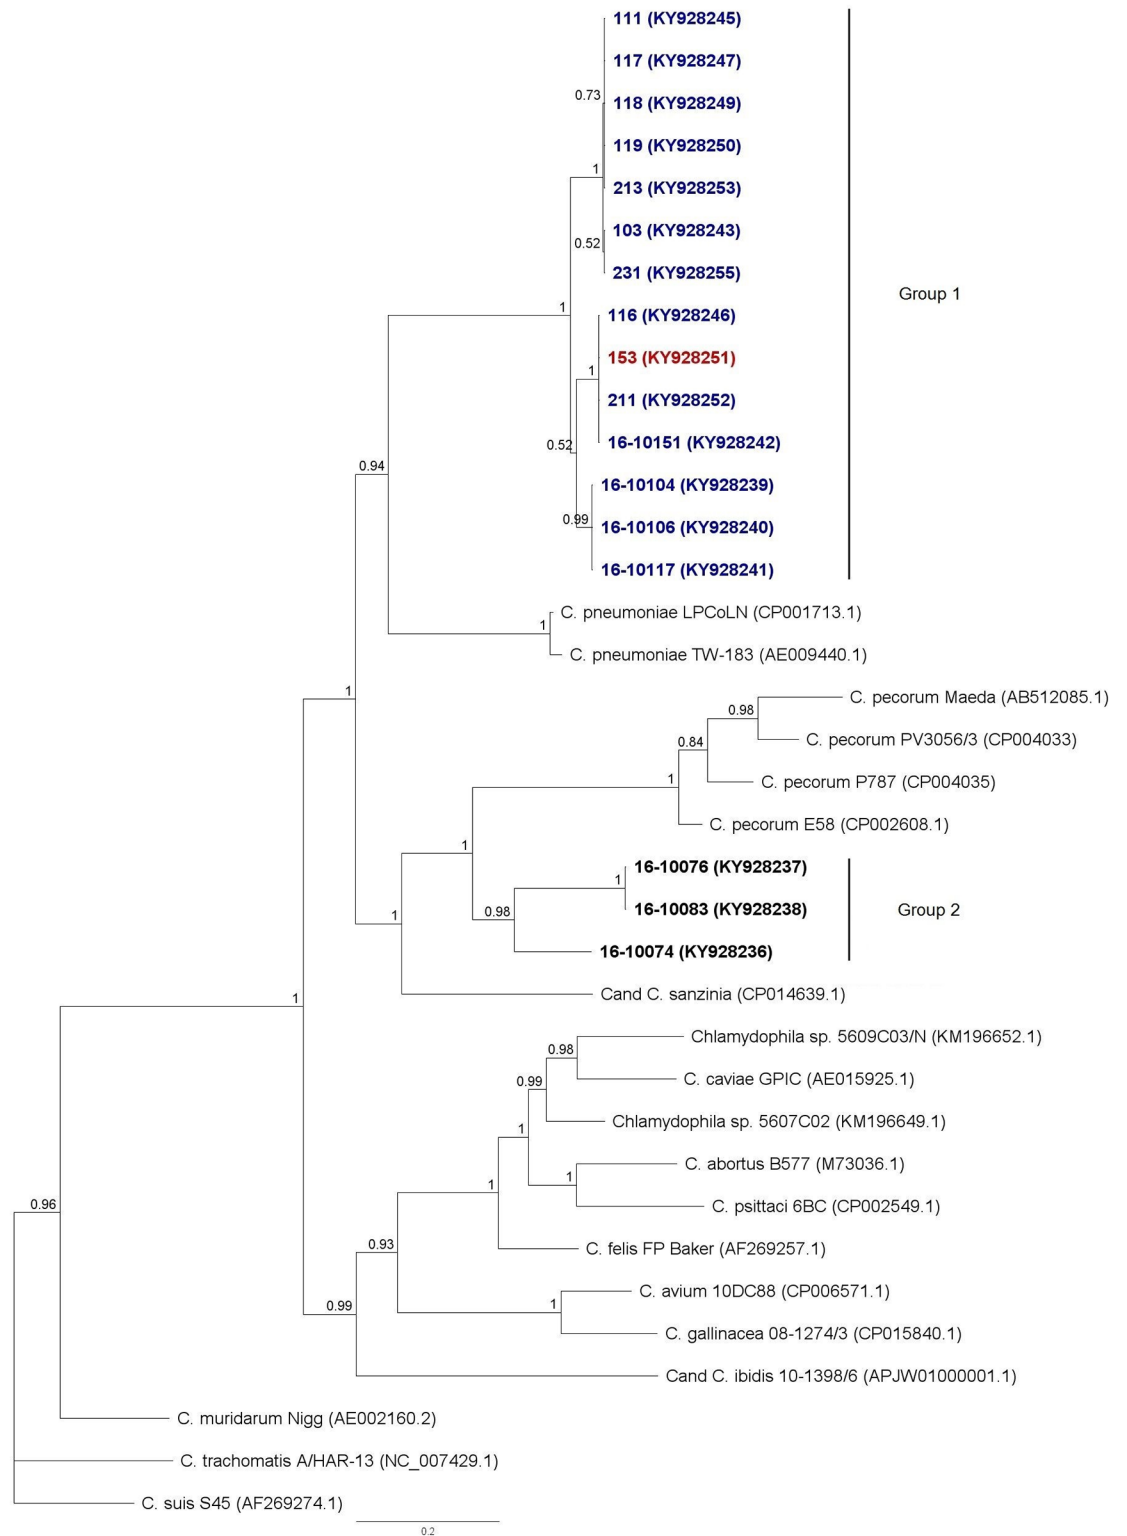 111 (KY928245)
117 (KY928247)
0.73
118 (KY928249)
119 (KY928250)
1
213 (KY928253)
103 (KY928243)
0.52
231 (KY928255)
Group 1
1
116 (KY928246)
153 (KY928251)
1
211 (KY928252)
0.52
16-10151 (KY928242)
0.94
16-10104 (KY928239)
0.99
16-10106 (KY928240)
16-10117 (KY928241)
C. pneumoniae LPCoLN (CP001713.1)
1
C. pneumoniae TW-183 (AE009440.1)
1
C. pecorum Maeda (AB512085.1)
0.98
C. pecorum PV3056/3 (CP004033)
0.84
1
C. pecorum P787 (CP004035)
C. pecorum E58 (CP002608.1)
1
16-10076 (KY928237)
1
16-10083 (KY928238)
Group 2
1
0.98
16-10074 (KY928236)
1
Cand C. sanzinia (CP014639.1)
Chlamydophila sp. 5609C03/N (KM196652.1)
0.98
C. caviae GPIC (AE015925.1)
0.99
Chlamydophila sp. 5607C02 (KM196649.1)
1
C. abortus B577 (M73036.1)
1
1
C. psittaci 6BC (CP002549.1)
0.96
0.93
C. felis FP Baker (AF269257.1)
C. avium 10DC88 (CP006571.1)
0.99
1
C. gallinacea 08-1274/3 (CP015840.1)
Cand C. ibidis 10-1398/6 (APJW01000001.1)
C. muridarum Nigg (AE002160.2)
C. trachomatis A/HAR-13 (NC_007429.1)
C. suis S45 (AF269274.1)
0.2